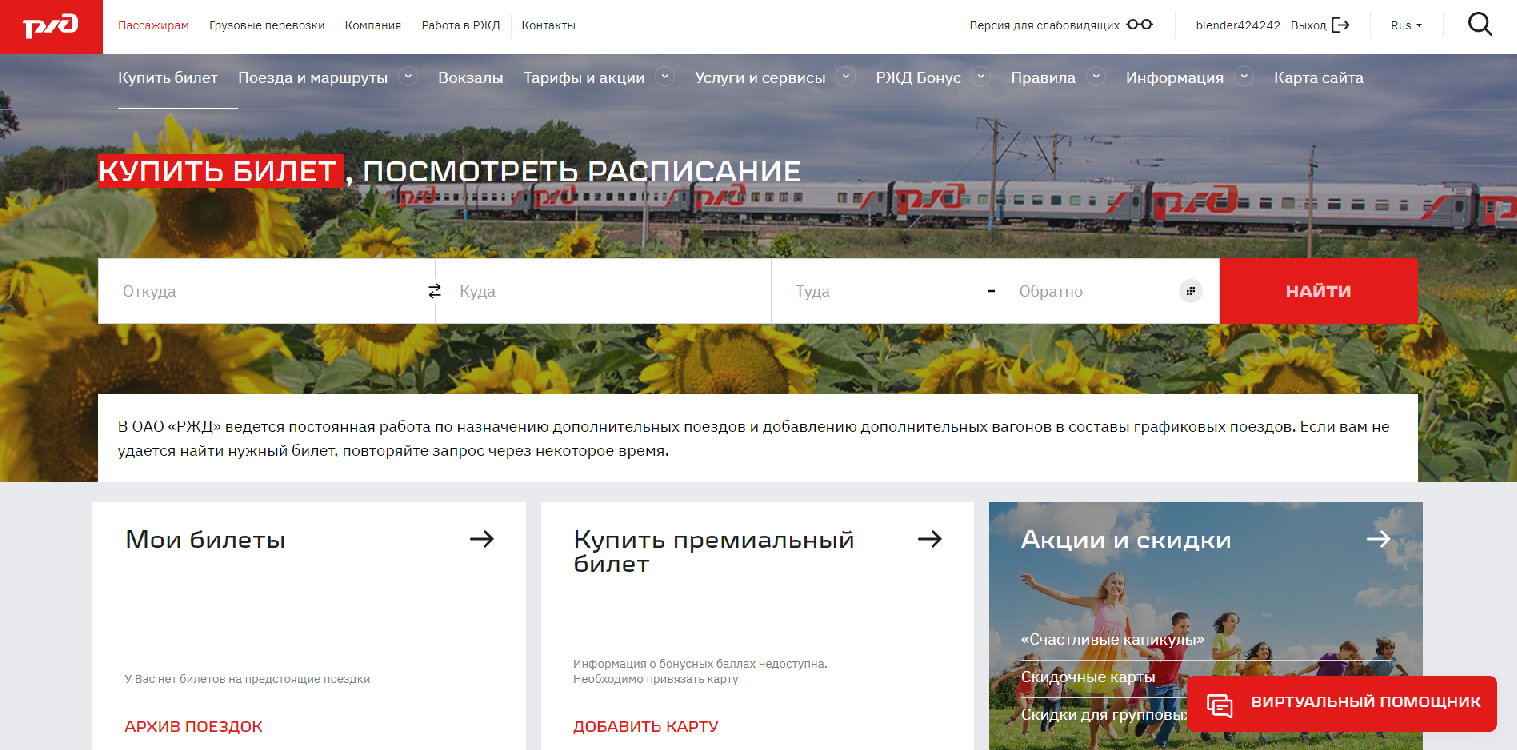 РЖД
Пассажирам Грузовые перевозки Компания Работа в РЖД Контакты
Версия для слабовидящих blender424242 Выход Rus
Купить билет Поезда и маршруты Вокзалы Тарифы и акции Услуги и сервисы РЖД Бонус Правила Информация Карта сайта
КУПИТЬ БИЛЕТ, ПОСМОТРЕТЬ РАСПИСАНИЕ
Откуда Куда Туда - Обратно НАЙТИ
В ОАО «РЖД» ведется постоянная работа по назначению дополнительных поездов и добавлению дополнительных вагонов в составы графиковых поездов. Если вам не
удается найти нужный билет, повторяйте запрос через некоторое время.
Мои билеты
У Вас нет билетов на предстоящие поездки
АРХИВ ПОЕЗДОК
Купить премиальный
билет
Информация о бонусных баллах недоступна.
Необходимо привязать карту
ДОБАВИТЬ КАРТУ
Акции и скидки
«Счастливые каникулы»
Скидочные карты
Скидки для групповых
ВИРТУАЛЬНЫЙ ПОМОЩНИК